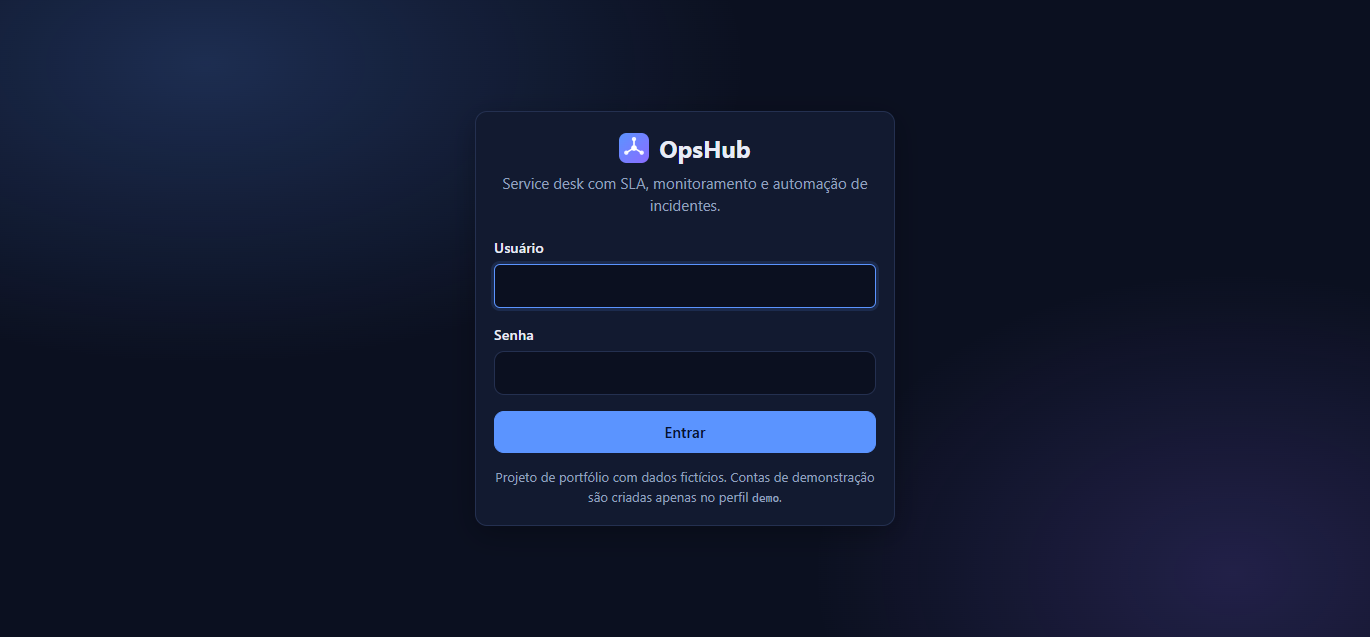 OpsHub
Service desk com SLA, monitoramento e automação de
incidentes.
Usuário
Senha
Entrar
Projeto de portfólio com dados fictícios. Contas de demonstração
são criadas apenas no perfil demo.